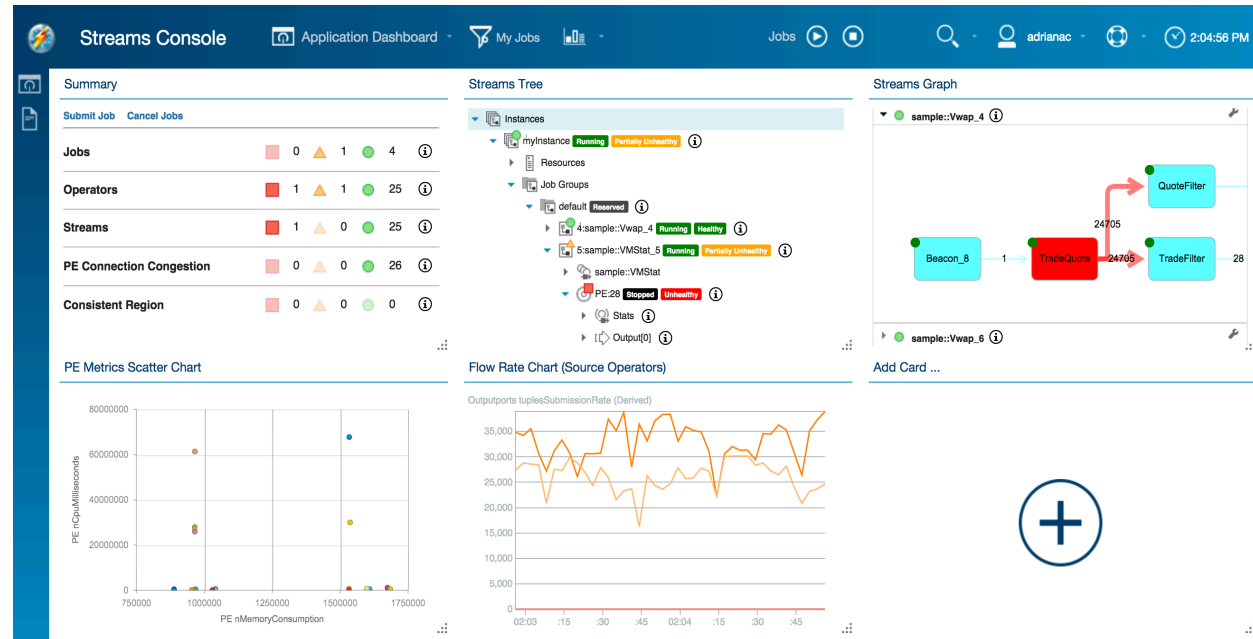 Streams Console
Application Dashboard
My Jobs
Jobs
adrianac
2:04:56 PM
Summary
Submit Job Cancel Jobs
Jobs 0 1 4
Operators 1 1 25
Streams 1 0 25
PE Connection Congestion 0 0 26
Consistent Region 0 0 0
Streams Tree
Instances
myInstance Running Partially Unhealthy
Resources
Job Groups
default Reserved
4:sample::Vwap_4 Running Healthy
5:sample::VMStat_5 Running Partially Unhealthy
sample::VMStat
PE:28 Stopped Unhealthy
Stats
Output[0]
Streams Graph
sample::Vwap_4
QuoteFilter
24705
Beacon_8 1 TradeQuote 24705 TradeFilter 28
sample::Vwap_6
PE Metrics Scatter Chart
80000000
60000000
40000000
20000000
0
PE nCpuMilliseconds
750000 1000000 1250000 1500000 1750000
PE nMemoryConsumption
Flow Rate Chart (Source Operators)
Outputports tuplesSubmissionRate (Derived)
35,000
30,000
25,000
20,000
15,000
10,000
5,000
0
02:03 :15 :30 :45 02:04 :15 :30 :45
Add Card ...